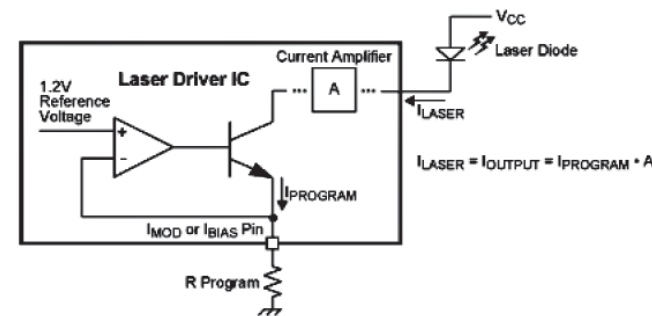 VCC
Laser Diode
Current Amplifier
Laser Driver IC
... A ...
1.2V
Reference
Voltage
+
-
ILASER
ILASER = IOUTPUT = IPROGRAM • A
IPROGRAM
IMOD or IBIAS Pin
R Program